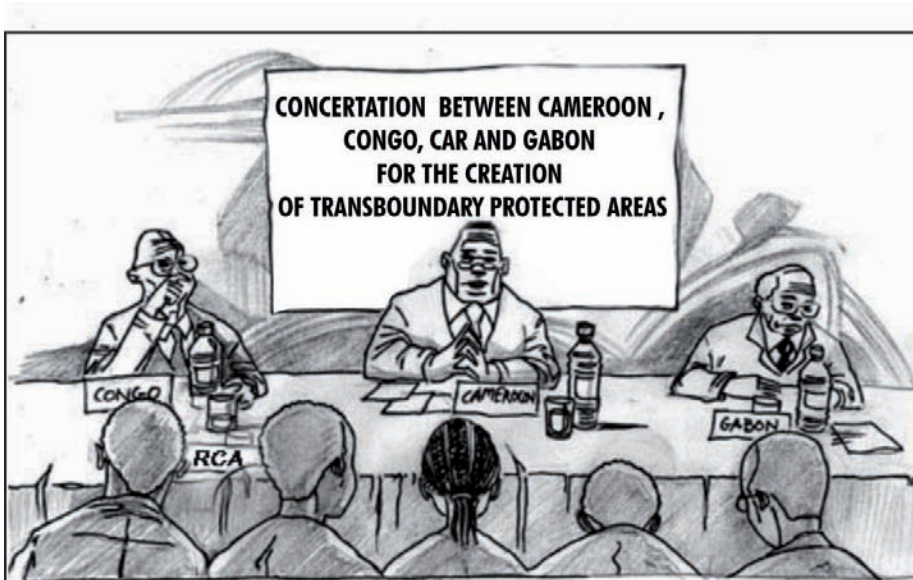 CONCERTATION BETWEEN CAMEROON ,
CONGO, CAR AND GABON
FOR THE CREATION
OF TRANSBOUNDARY PROTECTED AREAS
CONGO
CAMEROON
GABON
RCA